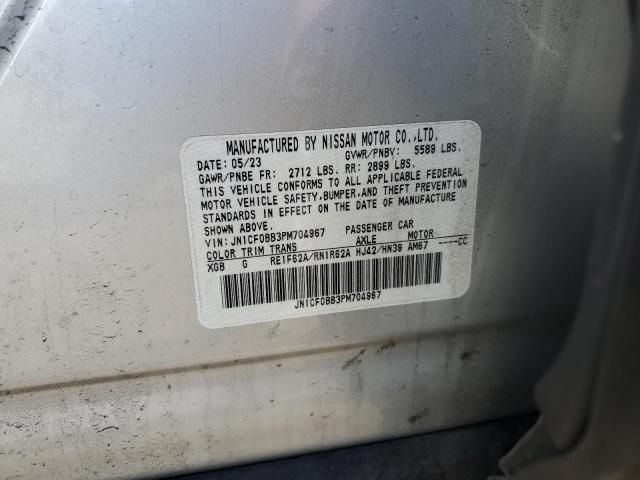 MANUFACTURED BY NISSAN MOTOR CO.,LTD.
DATE: 05/23 GVWR/PNBV: 5589 LBS.
GAWR/PNBE FR: 2712 LBS. RR: 2899 LBS.
THIS VEHICLE CONFORMS TO ALL APPLICABLE FEDERAL
MOTOR VEHICLE SAFETY, BUMPER, AND THEFT PREVENTION
STANDARDS IN EFFECT ON THE DATE OF MANUFACTURE
SHOWN ABOVE.
VIN: JN1CF0BB3PM704967 PASSENGER CAR
COLOR TRIM TRANS AXLE MOTOR
XGB G RE1F62A/RN1R62A HJ42/HN39 AM67 ----CC
JN1CF0BB3PM704967